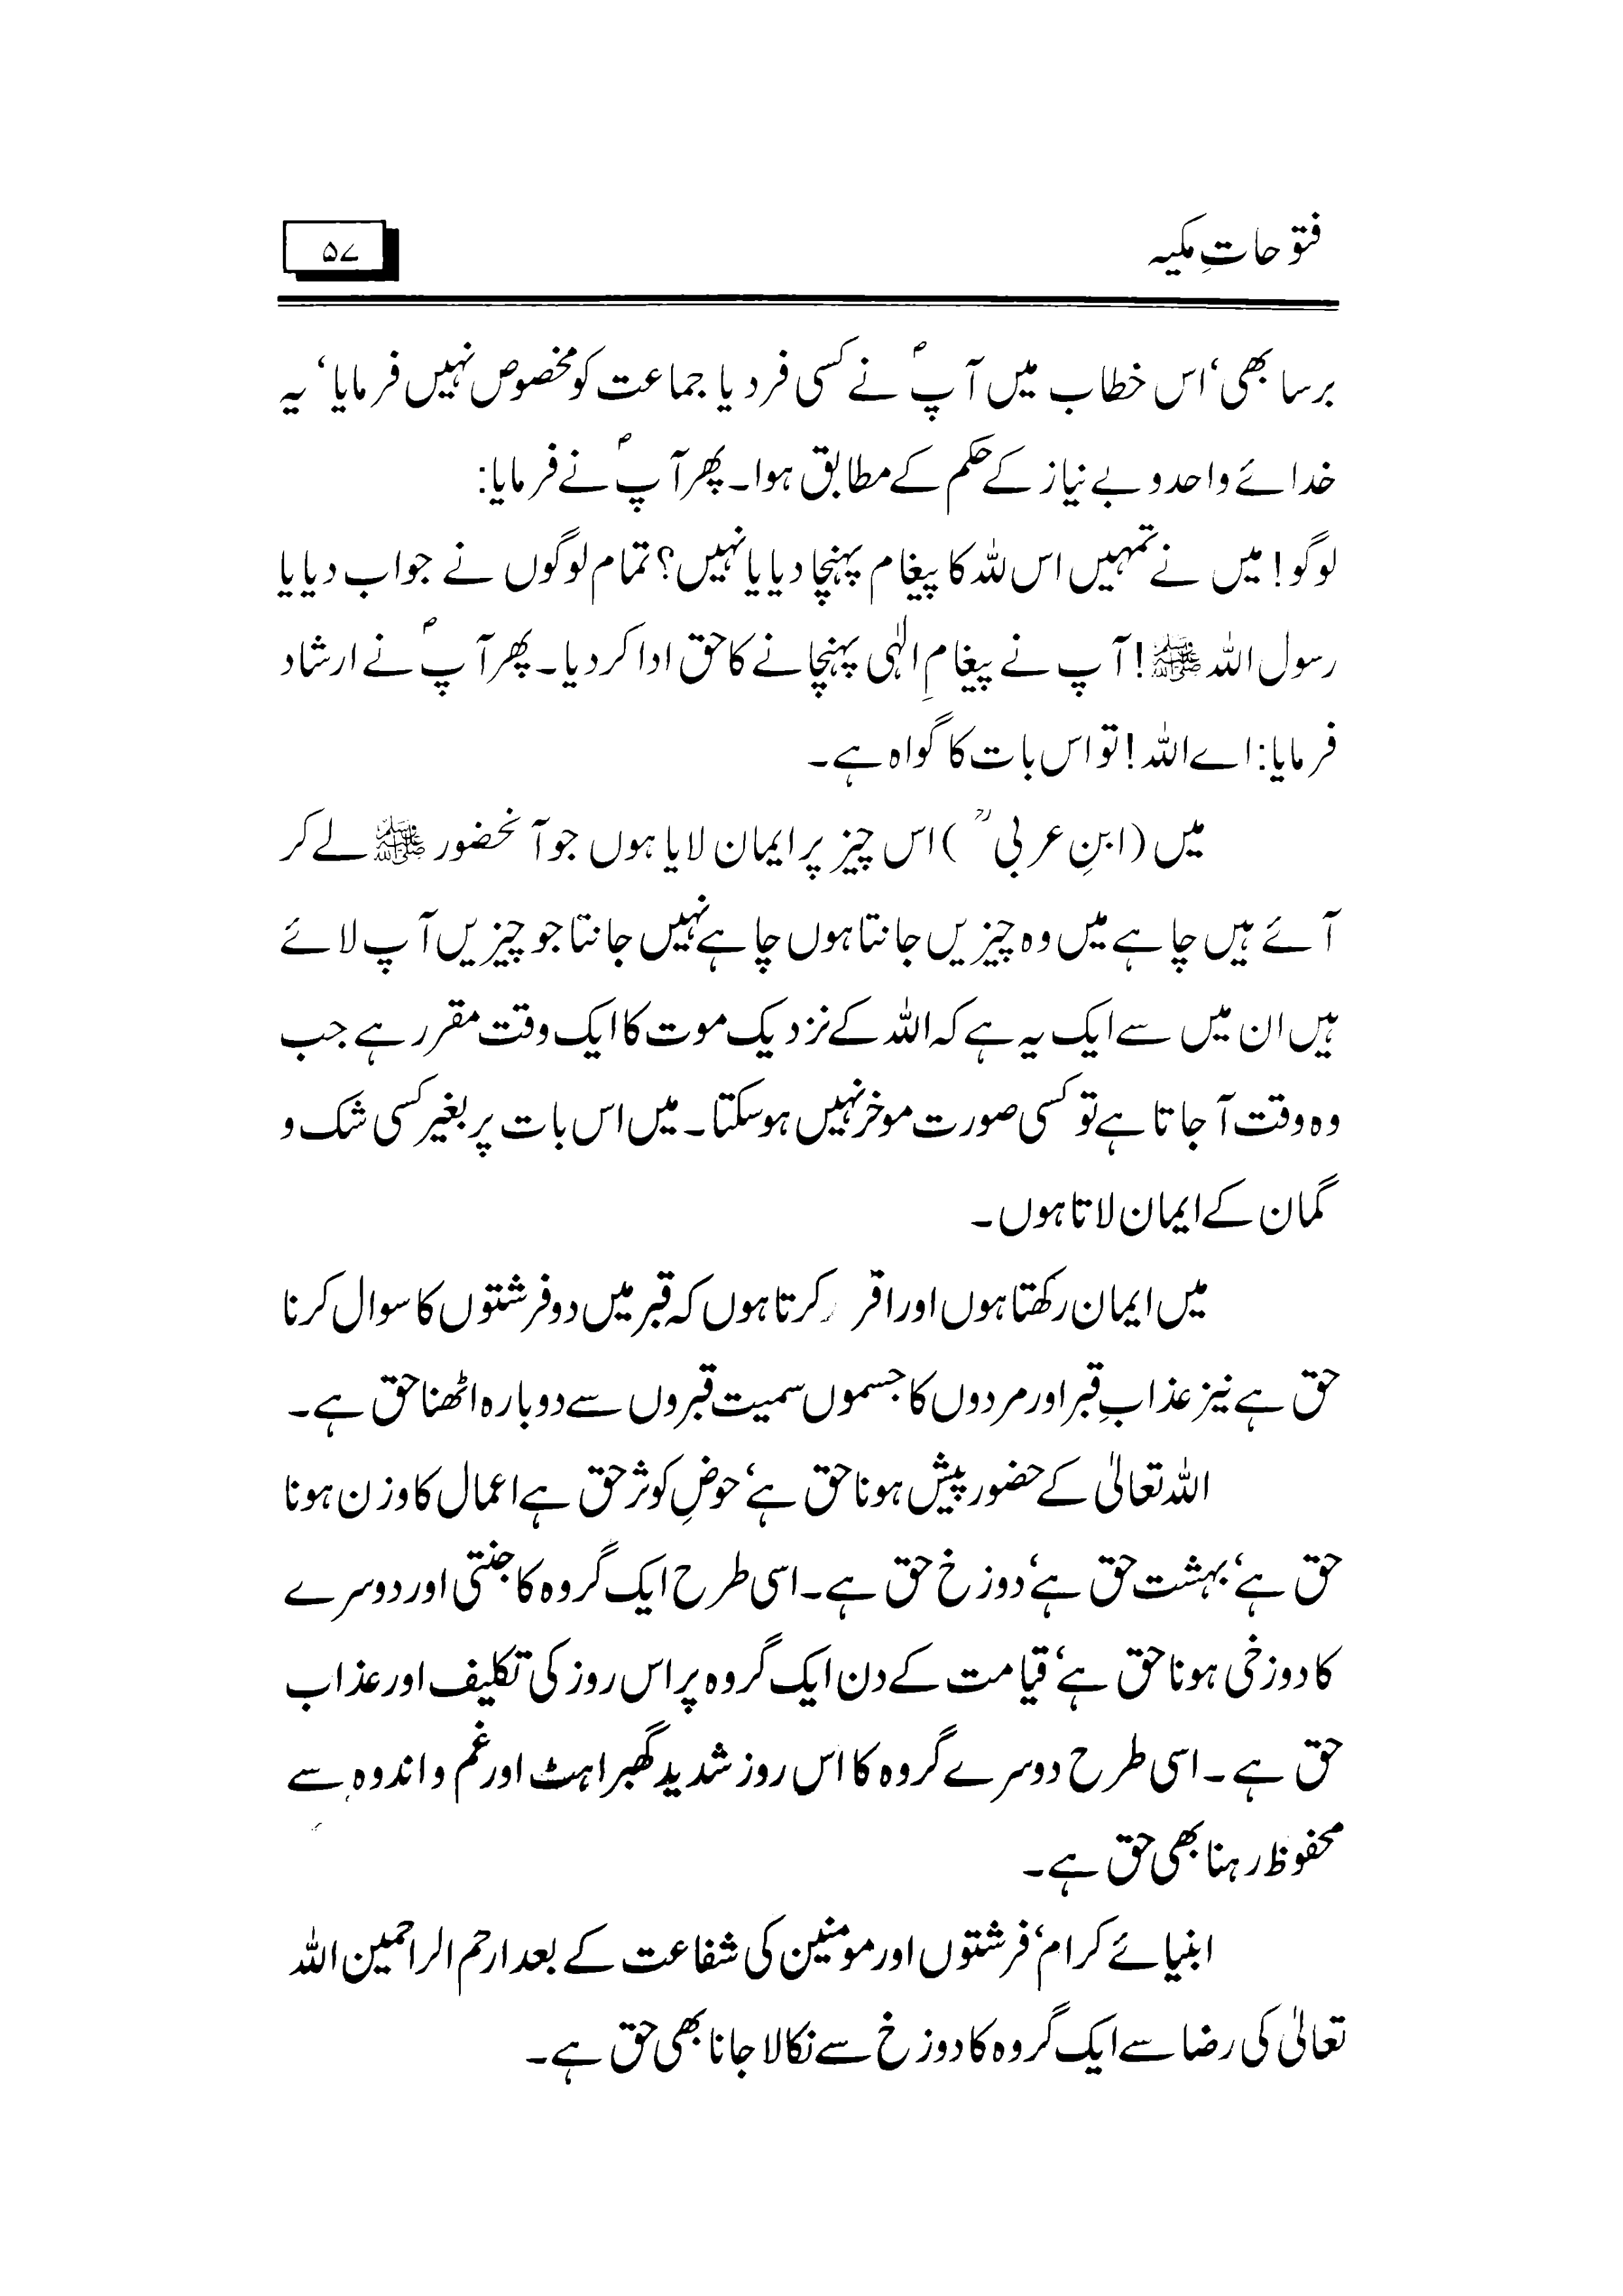 فتوحاتِ مکیہ
۵۷
برسا بھی‘ اس خطاب میں آپؐ نے کسی فرد یا جماعت کو مخصوص نہیں فرمایا‘ یہ
خدائے واحد و بے نیاز کے حکم کے مطابق ہوا۔ پھر آپؐ نے فرمایا:
لوگو! میں نے تمہیں اس للہ کا پیغام پہنچا دیا یا نہیں؟ تمام لوگوں نے جواب دیا یا
رسول اللہ ﷺ! آپ نے پیغامِ الٰہی پہنچانے کا حق ادا کر دیا۔ پھر آپؐ نے ارشاد
فرمایا: اے اللہ! تو اس بات کا گواہ ہے۔
میں (ابنِ عربیؒ) اس چیز پر ایمان لایا ہوں جو آنحضور ﷺ لے کر
آئے ہیں چاہے میں وہ چیزیں جانتا ہوں چاہے نہیں جانتا جو چیزیں آپ لائے
ہیں ان میں سے ایک یہ ہے کہ اللہ کے نزدیک موت کا ایک وقت مقرر ہے جب
وہ وقت آ جاتا ہے تو کسی صورت موخر نہیں ہو سکتا۔ میں اس بات پر بغیر کسی شک و
گمان کے ایمان لاتا ہوں۔
میں ایمان رکھتا ہوں اور اقر ر کرتا ہوں کہ قبر میں دو فرشتوں کا سوال کرنا
حق ہے نیز عذابِ قبر اور مردوں کا جسموں سمیت قبروں سے دوبارہ اٹھنا حق ہے۔
اللہ تعالٰی کے حضور پیش ہونا حق ہے‘ حوضِ کوثر حق ہے اعمال کا وزن ہونا
حق ہے‘ بہشت حق ہے‘ دوزخ حق ہے۔ اسی طرح ایک گروہ کا جنتی اور دوسرے
کا دوزخی ہونا حق ہے‘ قیامت کے دن ایک گروہ پر اس روز کی تکلیف اور عذاب
حق ہے۔ اسی طرح دوسرے گروہ کا اس روز شدید گھبراہٹ اور غم و اندوہ سے
محفوظ رہنا بھی حق ہے۔
ابنیائے کرام‘ فرشتوں اور مومنین کی شفاعت کے بعد ارحم الراحمین اللہ
تعالٰی کی رضا سے ایک گروہ کا دوزخ سے نکالا جانا بھی حق ہے۔